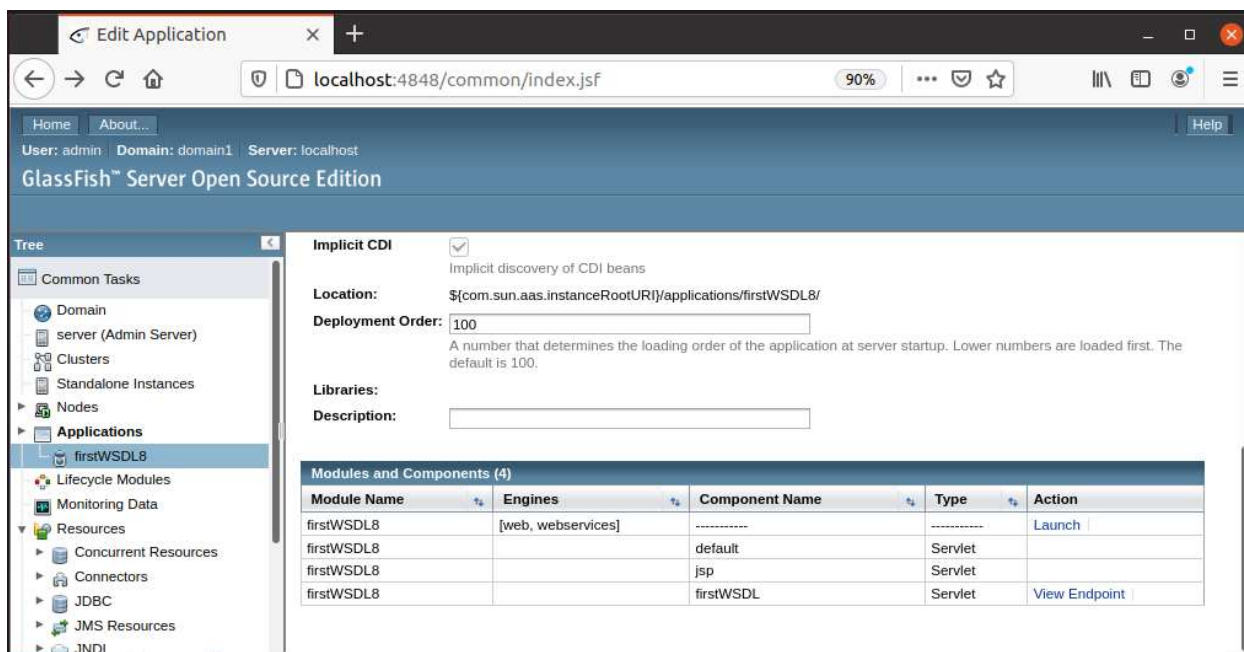 Edit Application
localhost:4848/common/index.jsf 90%
Home About... Help
User: admin Domain: domain1 Server: localhost
GlassFish™ Server Open Source Edition
Tree
Common Tasks
Domain
server (Admin Server)
Clusters
Standalone Instances
Nodes
Applications
firstWSDL8
Lifecycle Modules
Monitoring Data
Resources
Concurrent Resources
Connectors
JDBC
JMS Resources
JNDI
Implicit CDI
Implicit discovery of CDI beans
Location: ${com.sun.aas.instanceRootURI}/applications/firstWSDL8/
Deployment Order: 100
A number that determines the loading order of the application at server startup. Lower numbers are loaded first. The
default is 100.
Libraries:
Description:
Modules and Components (4)
Module Name Engines Component Name Type Action
firstWSDL8 [web, webservices] ----------- ----------- Launch
firstWSDL8 default Servlet
firstWSDL8 jsp Servlet
firstWSDL8 firstWSDL Servlet View Endpoint